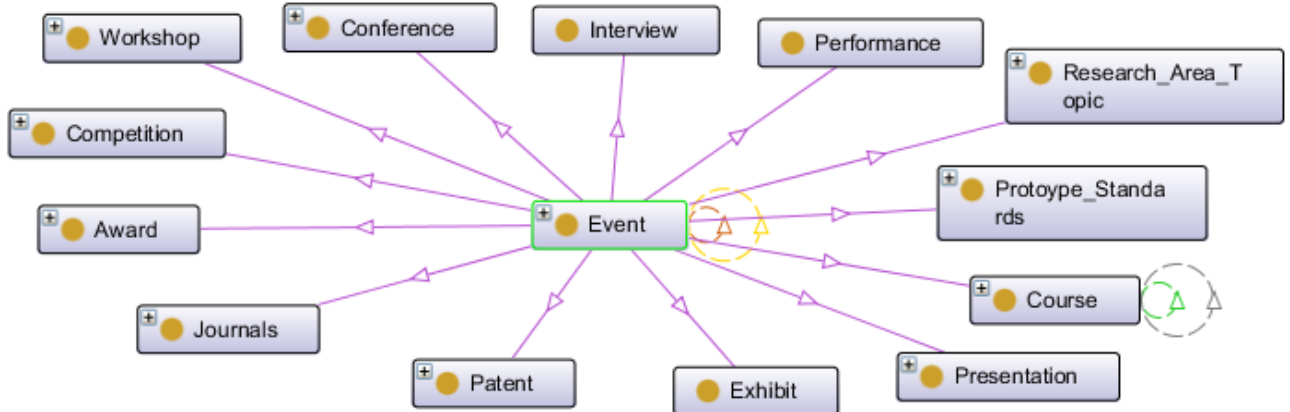 Workshop
Conference
Interview
Performance
Research_Area_T
opic
Competition
Protoype_Standa
rds
Award
Event
Course
Journals
Patent
Exhibit
Presentation